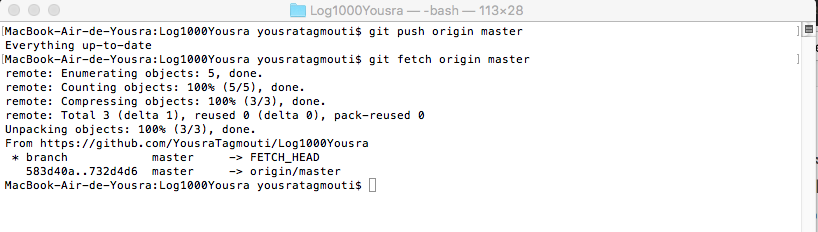 Log1000Yousra — -bash — 113×28
[MacBook-Air-de-Yousra:Log1000Yousra yousratagmouti$ git push origin master ]
Everything up-to-date
[MacBook-Air-de-Yousra:Log1000Yousra yousratagmouti$ git fetch origin master ]
remote: Enumerating objects: 5, done.
remote: Counting objects: 100% (5/5), done.
remote: Compressing objects: 100% (3/3), done.
remote: Total 3 (delta 1), reused 0 (delta 0), pack-reused 0
Unpacking objects: 100% (3/3), done.
From https://github.com/YousraTagmouti/Log1000Yousra
 * branch            master     -> FETCH_HEAD
   583d40a..732d4d6  master     -> origin/master
MacBook-Air-de-Yousra:Log1000Yousra yousratagmouti$